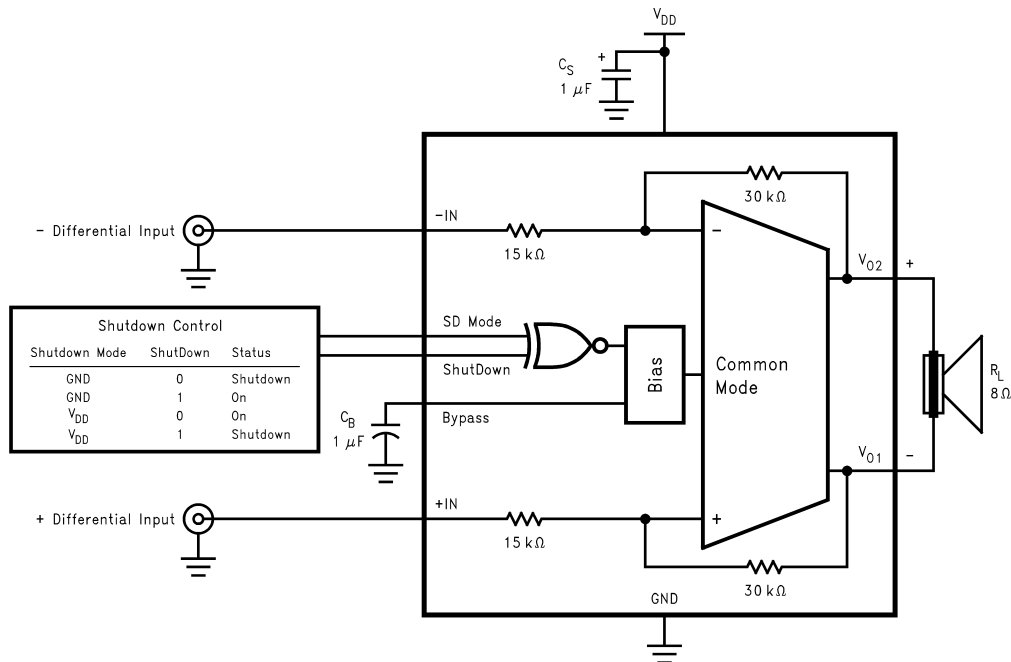 V_DD
+
C_S
1 μF
30 kΩ
−IN
− Differential Input
15 kΩ
−
V_O2
+
Shutdown Control
Shutdown Mode ShutDown Status
GND 0 Shutdown
GND 1 On
V_DD 0 On
V_DD 1 Shutdown
SD Mode
ShutDown
Bias
Common
Mode
R_L
8 Ω
C_B
1 μF
Bypass
V_O1
−
+IN
+ Differential Input
15 kΩ
+
30 kΩ
GND